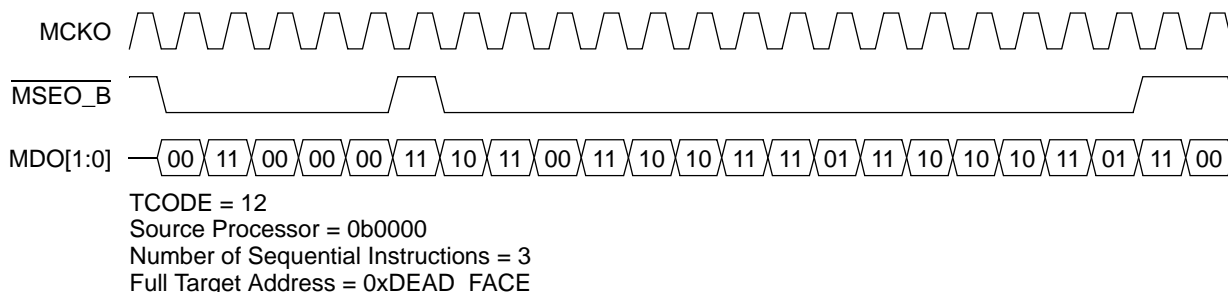 MCKO
MSEO_B
MDO[1:0] 00 11 00 00 00 11 10 11 00 11 10 10 11 11 01 11 10 10 10 11 01 11 00
TCODE = 12
Source Processor = 0b0000
Number of Sequential Instructions = 3
Full Target Address = 0xDEAD_FACE